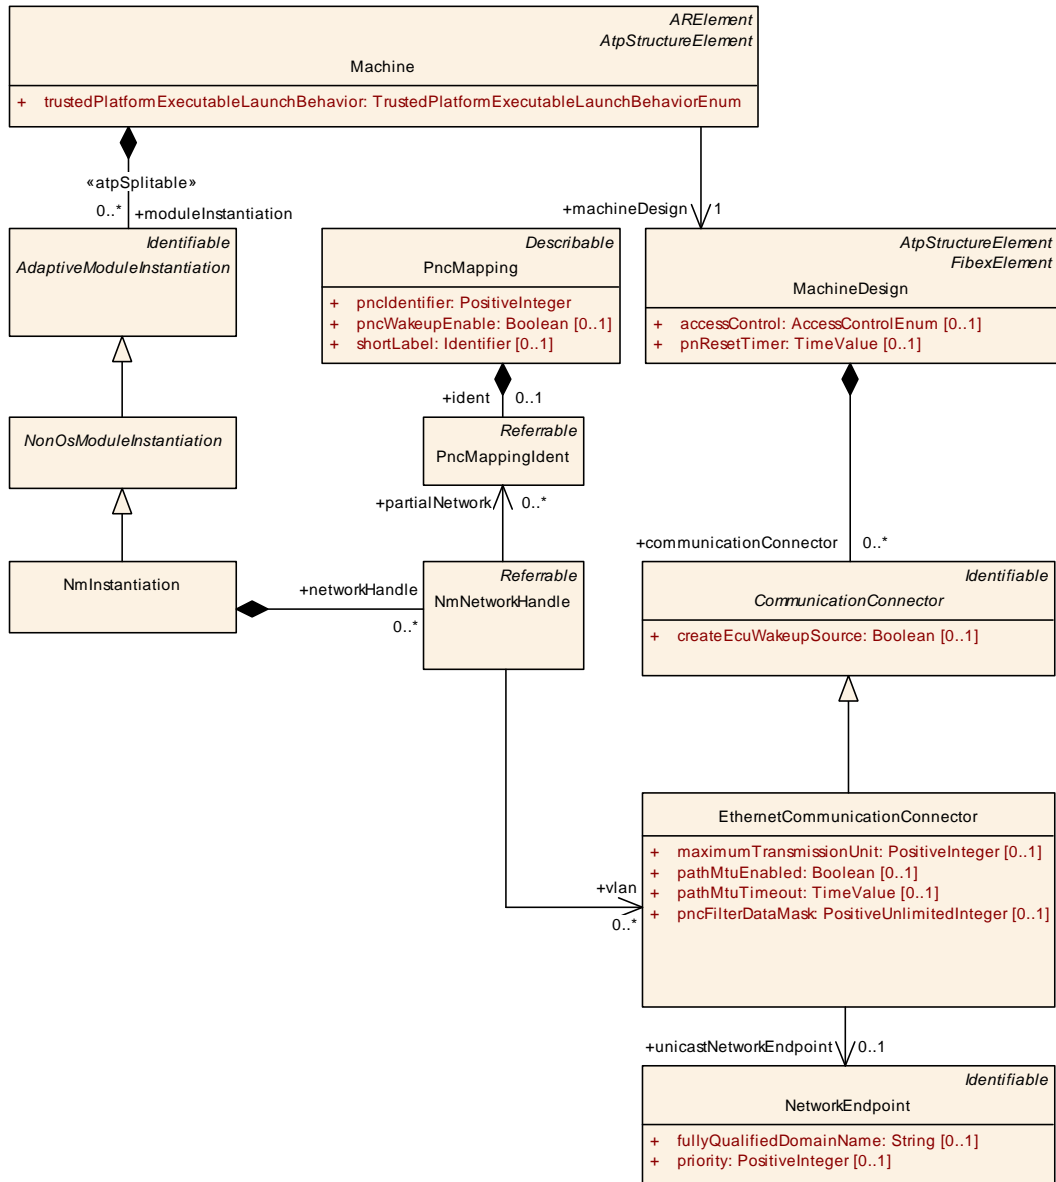 ARElement
AtpStructureElement
Machine
+ trustedPlatformExecutableLaunchBehavior: TrustedPlatformExecutableLaunchBehaviorEnum
«atpSplitable»
0..* +moduleInstantiation
+machineDesign 1
Identifiable
AdaptiveModuleInstantiation
Describable
PncMapping
+ pncIdentifier: PositiveInteger
+ pncWakeupEnable: Boolean [0..1]
+ shortLabel: Identifier [0..1]
AtpStructureElement
FibexElement
MachineDesign
+ accessControl: AccessControlEnum [0..1]
+ pnResetTimer: TimeValue [0..1]
+ident 0..1
NonOsModuleInstantiation
Referrable
PncMappingIdent
+partialNetwork 0..*
+communicationConnector 0..*
NmInstantiation
+networkHandle
0..*
Referrable
NmNetworkHandle
Identifiable
CommunicationConnector
+ createEcuWakeupSource: Boolean [0..1]
EthernetCommunicationConnector
+ maximumTransmissionUnit: PositiveInteger [0..1]
+ pathMtuEnabled: Boolean [0..1]
+ pathMtuTimeout: TimeValue [0..1]
+ pncFilterDataMask: PositiveUnlimitedInteger [0..1]
+vlan
0..*
+unicastNetworkEndpoint 0..1
Identifiable
NetworkEndpoint
+ fullyQualifiedDomainName: String [0..1]
+ priority: PositiveInteger [0..1]